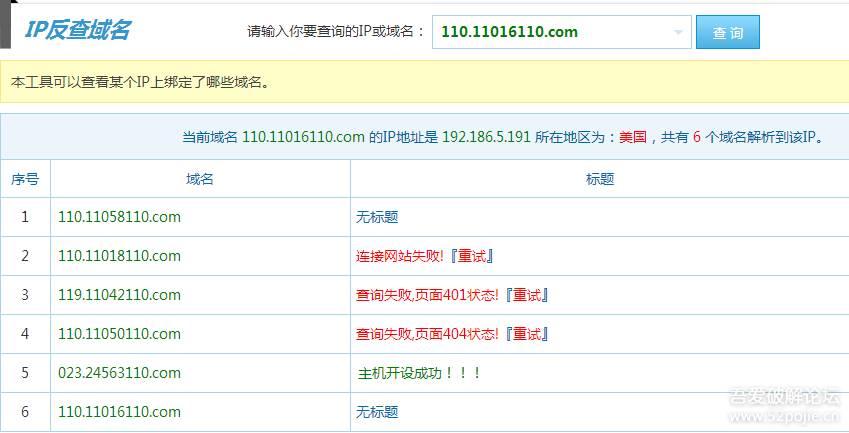 IP反查域名
请输入你要查询的IP或域名： 110.11016110.com 查 询
本工具可以查看某个IP上绑定了哪些域名。
当前域名 110.11016110.com 的IP地址是 192.186.5.191 所在地区为：美国，共有 6 个域名解析到该IP。
序号 域名 标题
1 110.11058110.com 无标题
2 110.11018110.com 连接网站失败!『重试』
3 119.11042110.com 查询失败,页面401状态!『重试』
4 110.11050110.com 查询失败,页面404状态!『重试』
5 023.24563110.com 主机开设成功！！！
6 110.11016110.com 无标题
吾爱破解论坛
www.52pojie.cn